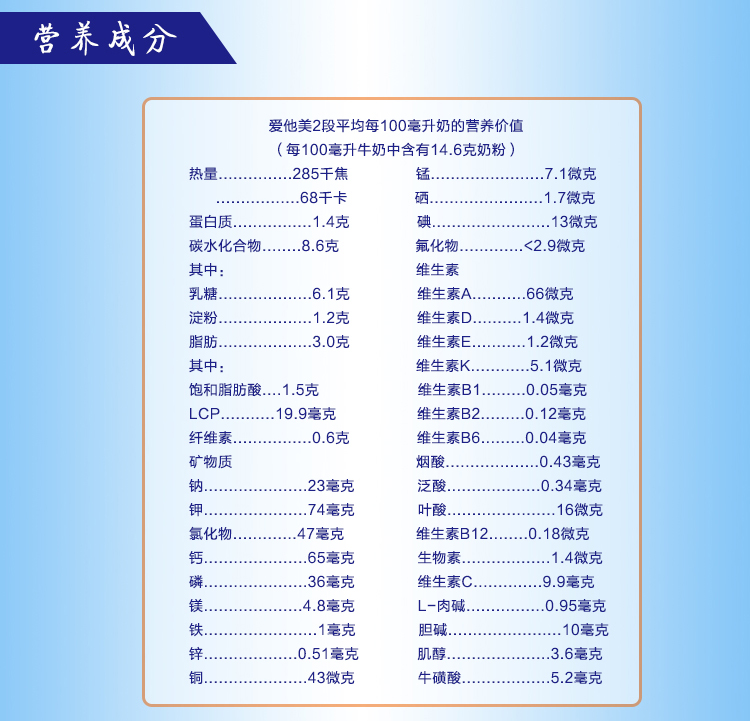 营养成分
爱他美2段平均每100毫升奶的营养价值
（每100毫升牛奶中含有14.6克奶粉）
热量...............285千焦
.................68千卡
蛋白质................1.4克
碳水化合物........8.6克
其中:
乳糖...................6.1克
淀粉...................1.2克
脂肪...................3.0克
其中:
饱和脂肪酸....1.5克
LCP...........19.9毫克
纤维素................0.6克
矿物质
钠.....................23毫克
钾.....................74毫克
氯化物.............47毫克
钙.....................65毫克
磷.....................36毫克
镁....................4.8毫克
铁.......................1毫克
锌...................0.51毫克
铜.....................43微克
锰.......................7.1微克
硒.......................1.7微克
碘........................13微克
氟化物.............<2.9微克
维生素
维生素A...........66微克
维生素D..........1.4微克
维生素E...........1.2微克
维生素K............5.1微克
维生素B1.........0.05毫克
维生素B2.........0.12毫克
维生素B6.........0.04毫克
烟酸...................0.43毫克
泛酸...................0.34毫克
叶酸......................16微克
维生素B12........0.18微克
生物素..................1.4微克
维生素C..............9.9毫克
L-肉碱................0.95毫克
胆碱.......................10毫克
肌醇.....................3.6毫克
牛磺酸..................5.2毫克